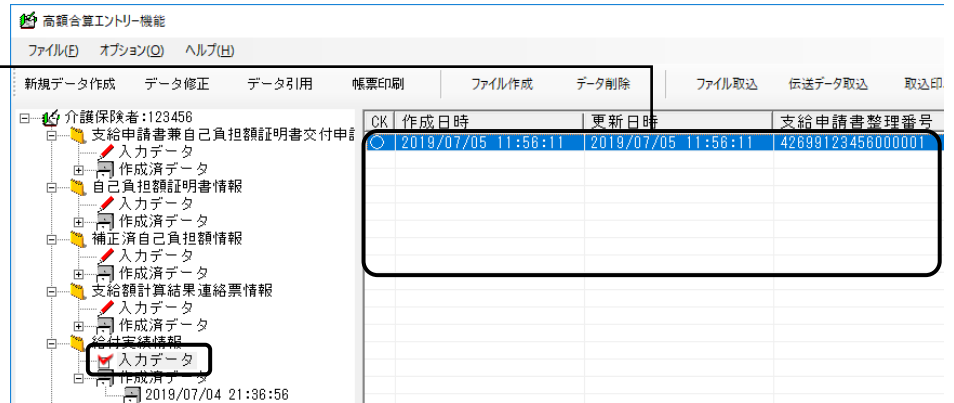 高額合算エントリー機能
ファイル(F) オプション(O) ヘルプ(H)
新規データ作成 データ修正 データ引用 帳票印刷 ファイル作成 データ削除 ファイル取込 伝送データ取込 取込印
介護保険者:123456
支給申請書兼自己負担額証明書交付申請
入力データ
作成済データ
自己負担額証明書情報
入力データ
作成済データ
補正済自己負担額情報
入力データ
作成済データ
支給額計算結果連絡票情報
入力データ
作成済データ
給付実績情報
入力データ
作成済データ
2019/07/04 21:36:56
CK 作成日時 更新日時 支給申請書整理番号
○ 2019/07/05 11:56:11 2019/07/05 11:56:11 42699123456000001